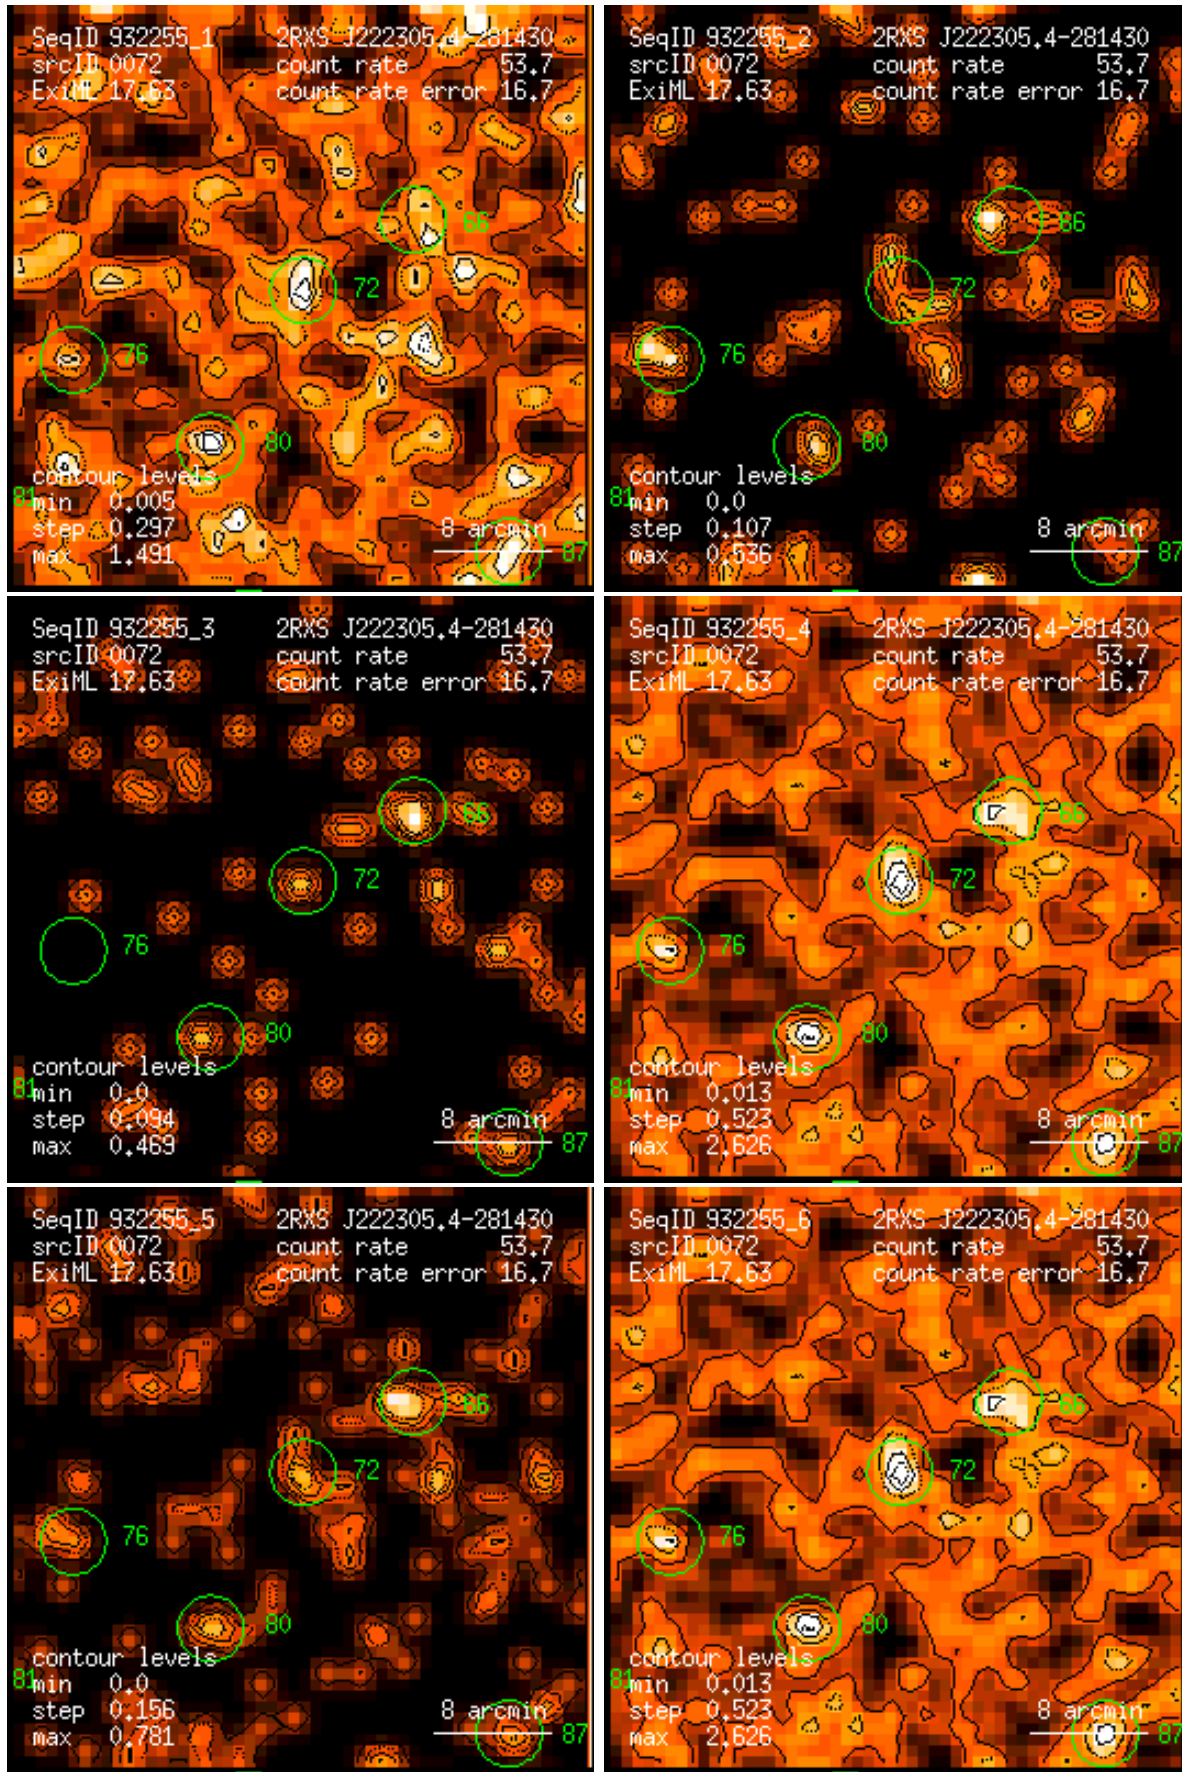 SeqID 932255_1 2RXS J222305.4-281430
srcID 0072 count rate 53.7
ExiML 17.63 count rate error 16.7
66
72
76
80
contour levels
81 min 0.005
step 0.297 8 arcmin
max 1.491 87
SeqID 932255_2 2RXS J222305.4-281430
srcID 0072 count rate 53.7
ExiML 17.63 count rate error 16.7
66
72
76
80
contour levels
81 min 0.0
step 0.107 8 arcmin
max 0.536 87
SeqID 932255_3 2RXS J222305.4-281430
srcID 0072 count rate 53.7
ExiML 17.63 count rate error 16.7
66
72
76
80
contour levels
81 min 0.0
step 0.094 8 arcmin
max 0.469 87
SeqID 932255_4 2RXS J222305.4-281430
srcID 0072 count rate 53.7
ExiML 17.63 count rate error 16.7
66
72
76
80
contour levels
81 min 0.013
step 0.523 8 arcmin
max 2.626 87
SeqID 932255_5 2RXS J222305.4-281430
srcID 0072 count rate 53.7
ExiML 17.63 count rate error 16.7
66
72
76
80
contour levels
81 min 0.0
step 0.156 8 arcmin
max 0.781 87
SeqID 932255_6 2RXS J222305.4-281430
srcID 0072 count rate 53.7
ExiML 17.63 count rate error 16.7
66
72
76
80
contour levels
81 min 0.013
step 0.523 8 arcmin
max 2.626 87